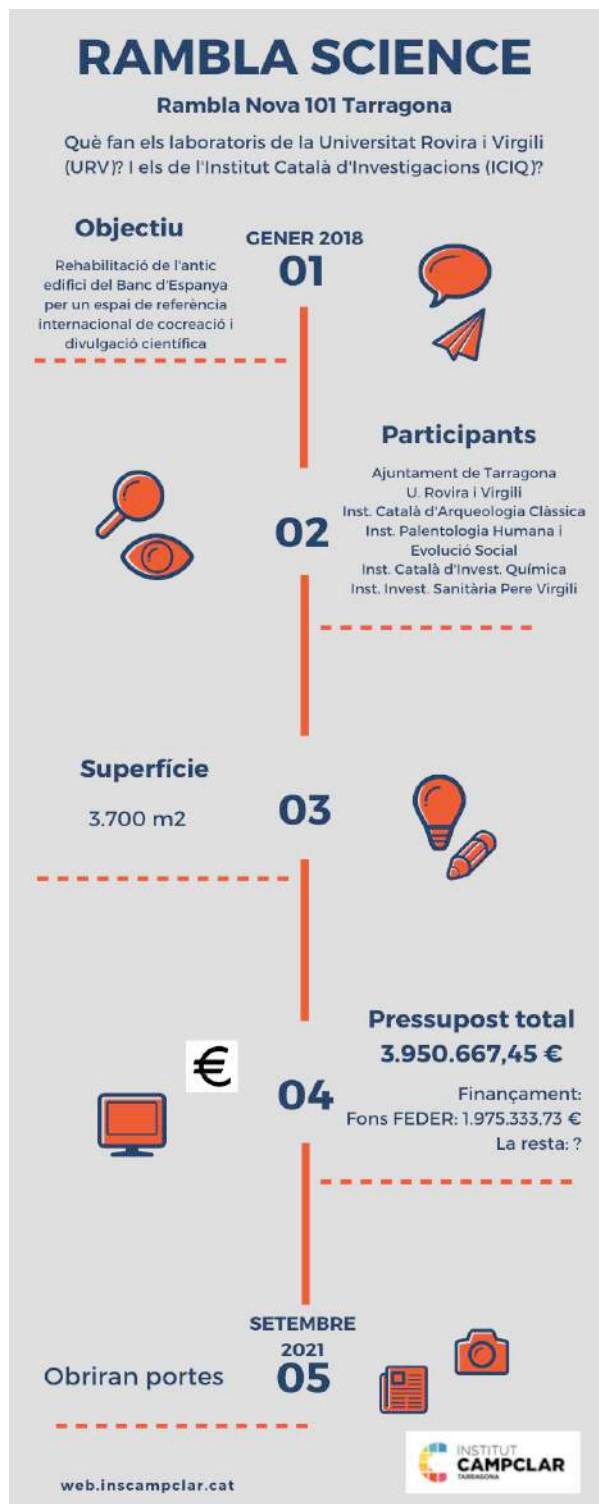 RAMBLA SCIENCE
Rambla Nova 101 Tarragona
Què fan els laboratoris de la Universitat Rovira i Virgili
(URV)? I els de l'Institut Català d'Investigacions (ICIQ)?
Objectiu
Rehabilitació de l'antic
edifici del Banc d'Espanya
per un espai de referència
internacional de cocreació i
divulgació científica
GENER 2018
01
Participants
Ajuntament de Tarragona
U. Rovira i Virgili
Inst. Català d'Arqueologia Clàssica
Inst. Palentologia Humana i
Evolució Social
Inst. Català d'Invest. Química
Inst. Invest. Sanitària Pere Virgili
02
Superfície
3.700 m2
03
Pressupost total
3.950.667,45 €
Finançament:
Fons FEDER: 1.975.333,73 €
La resta: ?
€
04
SETEMBRE
2021
05
Obriran portes
INSTITUT
CAMPCLAR
TARRAGONA
web.inscampclar.cat